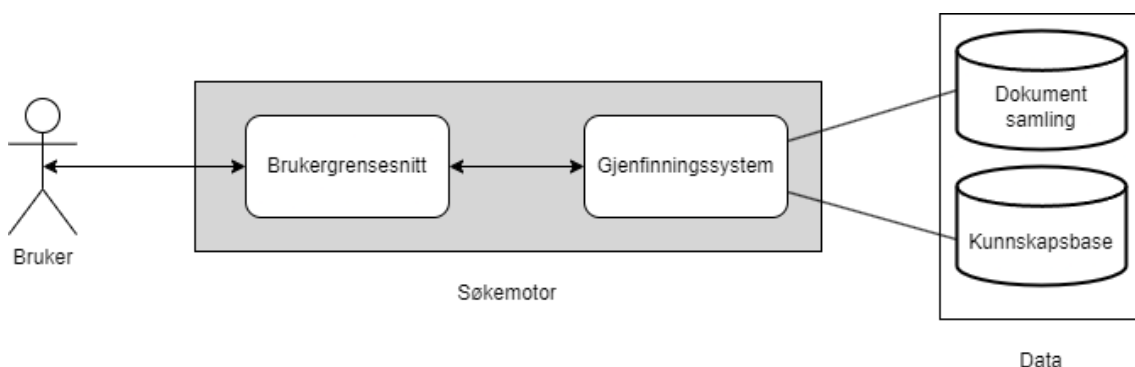 Dokument
samling
Brukergrensesnitt
Gjenfinningssystem
Kunnskapsbase
Bruker
Søkemotor
Data